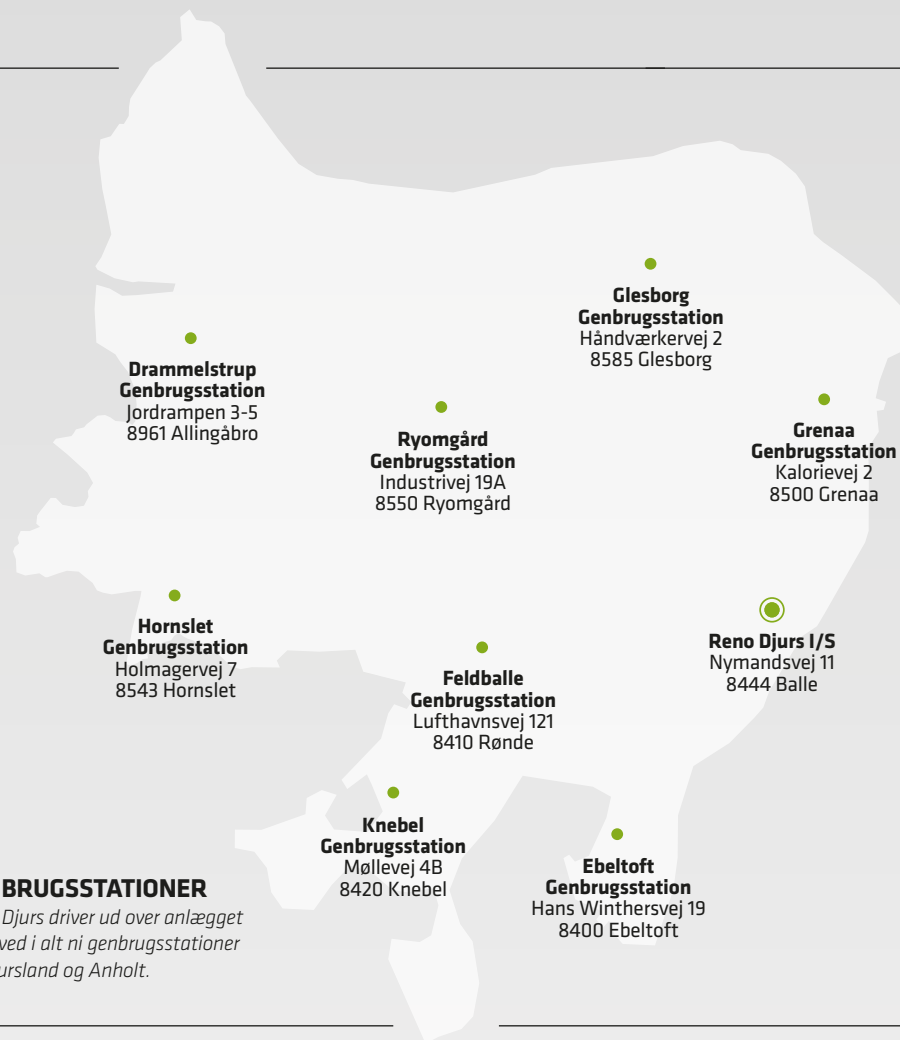 Glesborg
Genbrugsstation
Håndværkervej 2
8585 Glesborg
Drammelstrup
Genbrugsstation
Jordrampen 3-5
8961 Allingåbro
Ryomgård
Genbrugsstation
Industrivej 19A
8550 Ryomgård
Grenaa
Genbrugsstation
Kalorievej 2
8500 Grenaa
Hornslet
Genbrugsstation
Holmagervej 7
8543 Hornslet
Reno Djurs I/S
Nymandsvej 11
8444 Balle
Feldballe
Genbrugsstation
Lufthavnsvej 121
8410 Rønde
Knebel
Genbrugsstation
Møllevej 4B
8420 Knebel
Ebeltoft
Genbrugsstation
Hans Winthersvej 19
8400 Ebeltoft
BRUGSSTATIONER
Djurs driver ud over anlægget
ved i alt ni genbrugsstationer
ursland og Anholt.